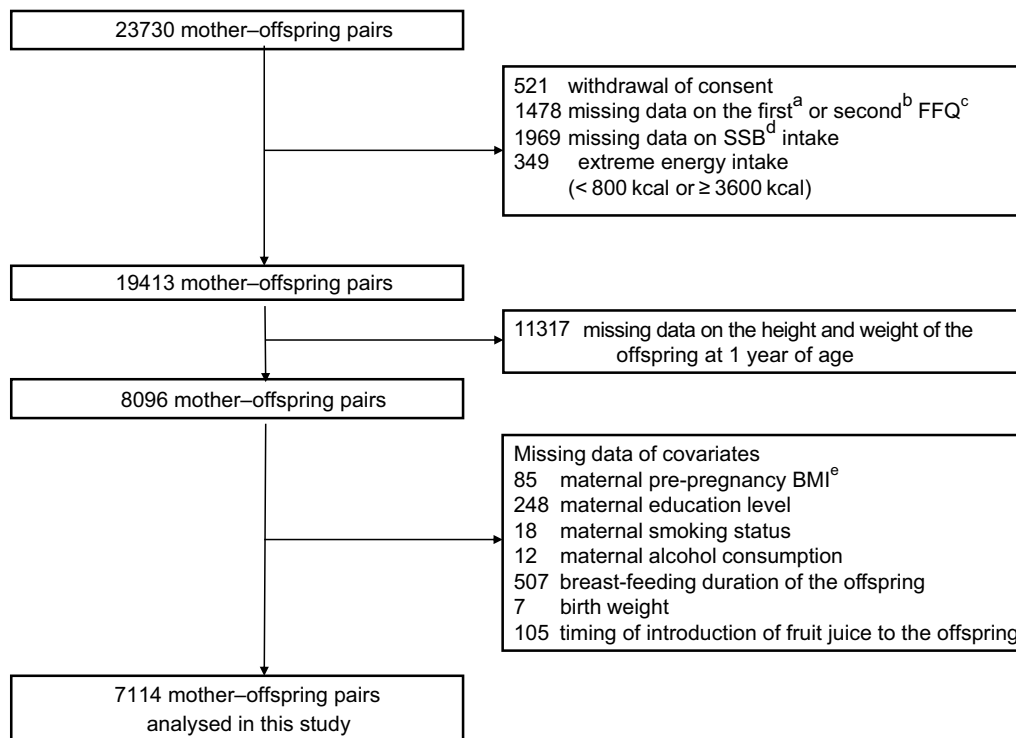 23730 mother–offspring pairs
521 withdrawal of consent
1478 missing data on the firstᵃ or secondᵇ FFQᶜ
1969 missing data on SSBᵈ intake
349 extreme energy intake
(< 800 kcal or ≥ 3600 kcal)
19413 mother–offspring pairs
11317 missing data on the height and weight of the
offspring at 1 year of age
8096 mother–offspring pairs
Missing data of covariates
85 maternal pre-pregnancy BMIᵉ
248 maternal education level
18 maternal smoking status
12 maternal alcohol consumption
507 breast-feeding duration of the offspring
7 birth weight
105 timing of introduction of fruit juice to the offspring
7114 mother–offspring pairs
analysed in this study